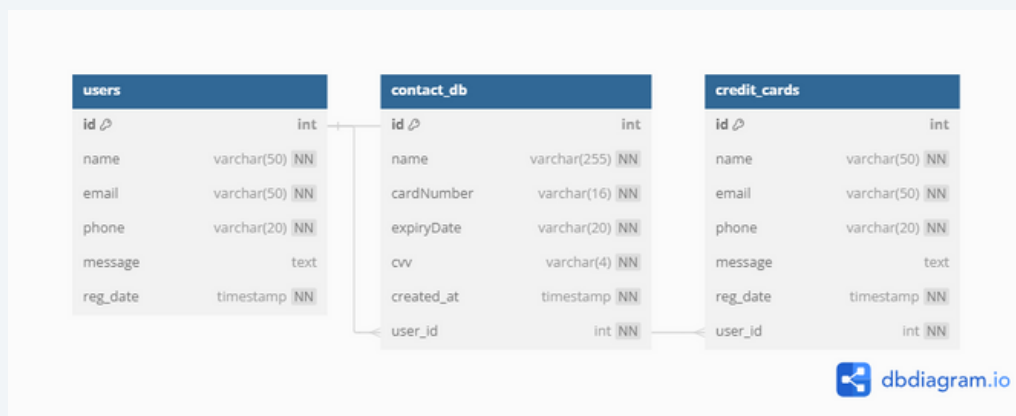 users
id int
name varchar(50) NN
email varchar(50) NN
phone varchar(20) NN
message text
reg_date timestamp NN
contact_db
id int
name varchar(255) NN
cardNumber varchar(16) NN
expiryDate varchar(20) NN
cvv varchar(4) NN
created_at timestamp NN
user_id int NN
credit_cards
id int
name varchar(50) NN
email varchar(50) NN
phone varchar(20) NN
message text
reg_date timestamp NN
user_id int NN
dbdiagram.io